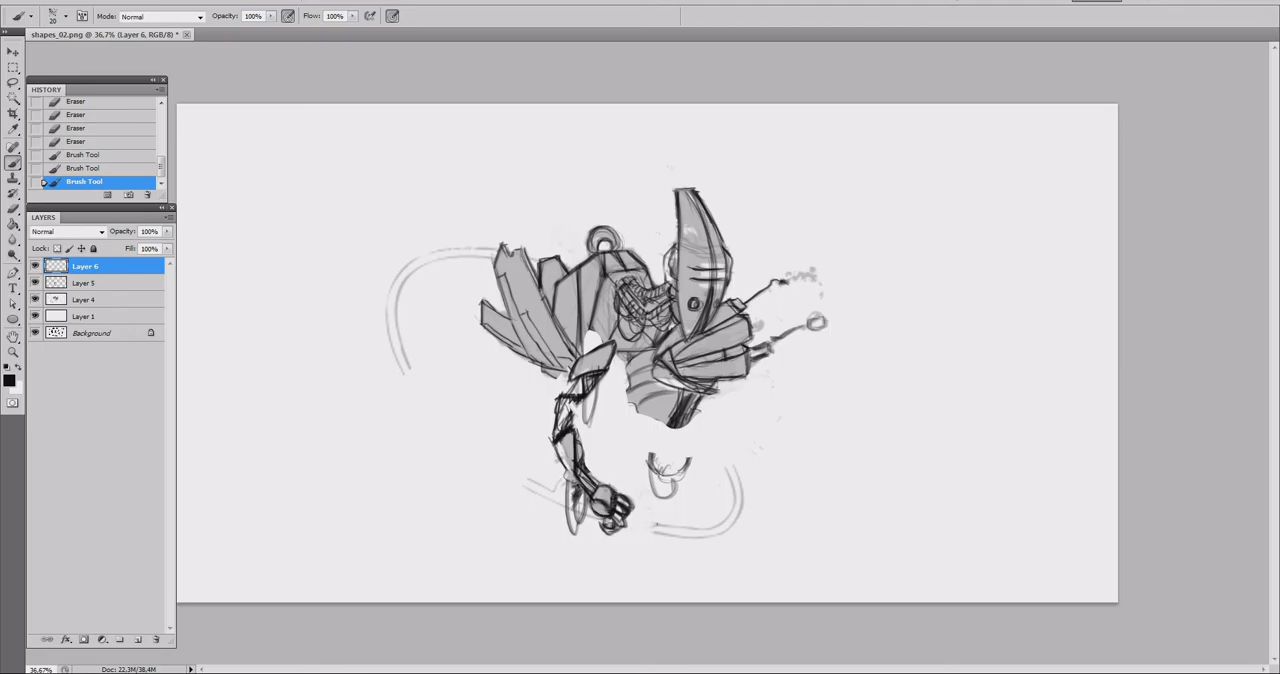 20 Mode: Normal Opacity: 100% Flow: 100%
shapes_02.png @ 36,7% (Layer 6, RGB/8) *
HISTORY
Eraser
Eraser
Eraser
Eraser
Brush Tool
Brush Tool
Brush Tool
LAYERS
Normal Opacity: 100%
Lock: Fill: 100%
Layer 6
Layer 5
Layer 4
Layer 1
Background
fx
36,67% Doc: 22,3M/38,4M